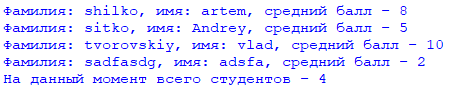 Фамилия: shilko, имя: artem, средний балл - 8
Фамилия: sitko, имя: Andrey, средний балл - 5
Фамилия: tvorovskiy, имя: vlad, средний балл - 10
Фамилия: sadfasdg, имя: adsfa, средний балл - 2
На данный момент всего студентов - 4